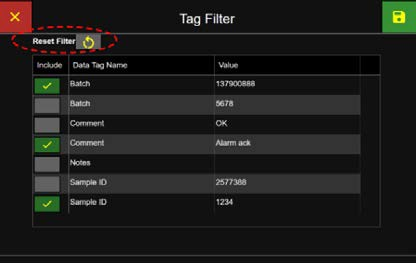 Tag Filter
Reset Filter
Include Data Tag Name Value
Batch 137900888
Batch 5678
Comment OK
Comment Alarm ack
Notes
Sample ID 2577388
Sample ID 1234